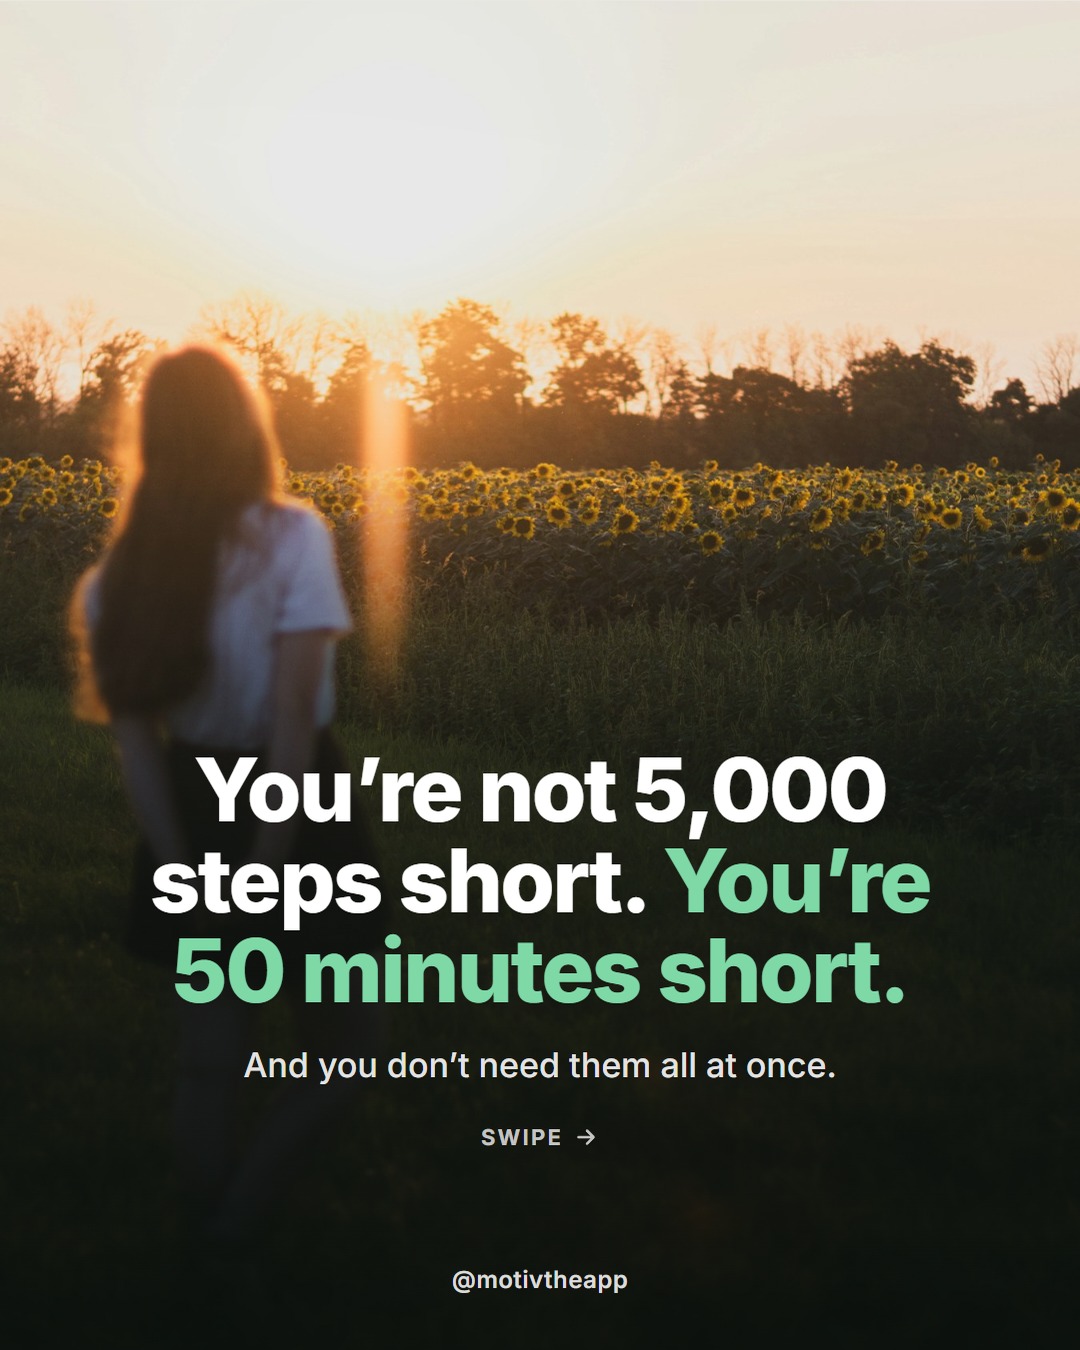 You’re not 5,000
steps short. You’re
50 minutes short.
And you don’t need them all at once.
SWIPE →
@motivtheapp